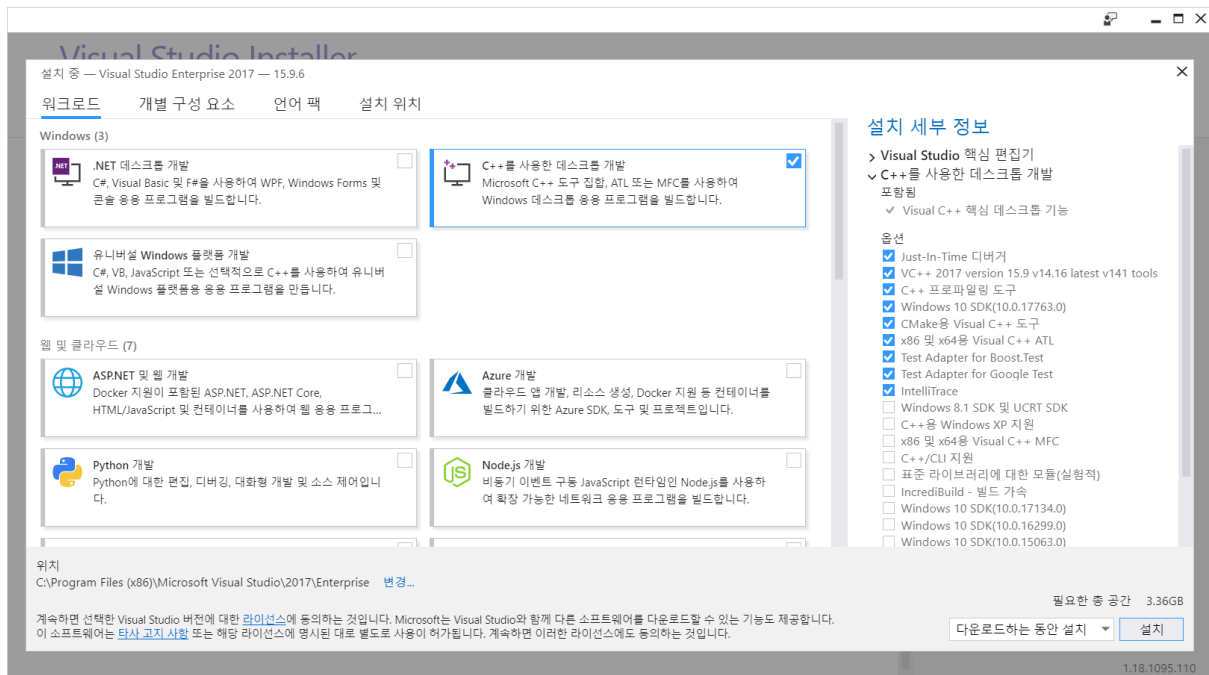 Visual Studio Installer
설치 중 — Visual Studio Enterprise 2017 — 15.9.6
워크로드
개별 구성 요소
언어 팩
설치 위치
Windows (3)
.NET
.NET 데스크톱 개발
C#, Visual Basic 및 F#을 사용하여 WPF, Windows Forms 및
콘솔 응용 프로그램을 빌드합니다.
C++를 사용한 데스크톱 개발
Microsoft C++ 도구 집합, ATL 또는 MFC를 사용하여
Windows 데스크톱 응용 프로그램을 빌드합니다.
유니버설 Windows 플랫폼 개발
C#, VB, JavaScript 또는 선택적으로 C++를 사용하여 유니버
설 Windows 플랫폼용 응용 프로그램을 만듭니다.
웹 및 클라우드 (7)
ASP.NET 및 웹 개발
Docker 지원이 포함된 ASP.NET, ASP.NET Core,
HTML/JavaScript 및 컨테이너를 사용하여 웹 응용 프로그...
Azure 개발
클라우드 앱 개발, 리소스 생성, Docker 지원 등 컨테이너를
빌드하기 위한 Azure SDK, 도구 및 프로젝트입니다.
Python 개발
Python에 대한 편집, 디버깅, 대화형 개발 및 소스 제어입니
다.
JS
Node.js 개발
비동기 이벤트 구동 JavaScript 런타임인 Node.js를 사용하
여 확장 가능한 네트워크 응용 프로그램을 빌드합니다.
설치 세부 정보
Visual Studio 핵심 편집기
C++를 사용한 데스크톱 개발
포함됨
Visual C++ 핵심 데스크톱 기능
옵션
Just-In-Time 디버거
VC++ 2017 version 15.9 v14.16 latest v141 tools
C++ 프로파일링 도구
Windows 10 SDK(10.0.17763.0)
CMake용 Visual C++ 도구
x86 및 x64용 Visual C++ ATL
Test Adapter for Boost.Test
Test Adapter for Google Test
IntelliTrace
Windows 8.1 SDK 및 UCRT SDK
C++용 Windows XP 지원
x86 및 x64용 Visual C++ MFC
C++/CLI 지원
표준 라이브러리에 대한 모듈(실험적)
IncrediBuild - 빌드 가속
Windows 10 SDK(10.0.17134.0)
Windows 10 SDK(10.0.16299.0)
Windows 10 SDK(10.0.15063.0)
위치
C:\Program Files (x86)\Microsoft Visual Studio\2017\Enterprise 변경...
필요한 총 공간 3.36GB
계속하면 선택한 Visual Studio 버전에 대한 라이선스에 동의하는 것입니다. Microsoft는 Visual Studio와 함께 다른 소프트웨어를 다운로드할 수 있는 기능도 제공합니다.
이 소프트웨어는 타사 고지 사항 또는 해당 라이선스에 명시된 대로 별도로 사용이 허가됩니다. 계속하면 이러한 라이선스에도 동의하는 것입니다.
다운로드하는 동안 설치
설치
1.18.1095.110